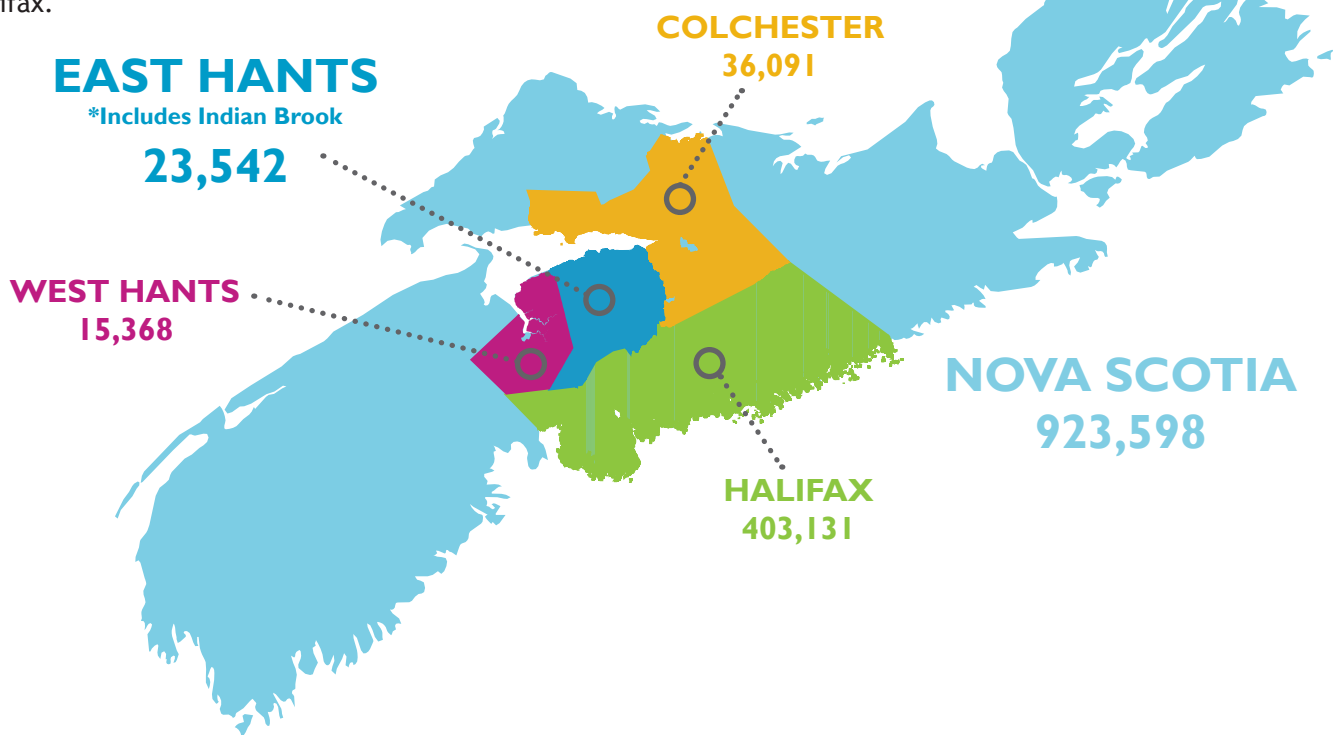 ifax.
COLCHESTER
36,091
EAST HANTS
*Includes Indian Brook
23,542
WEST HANTS
15,368
NOVA SCOTIA
923,598
HALIFAX
403,131